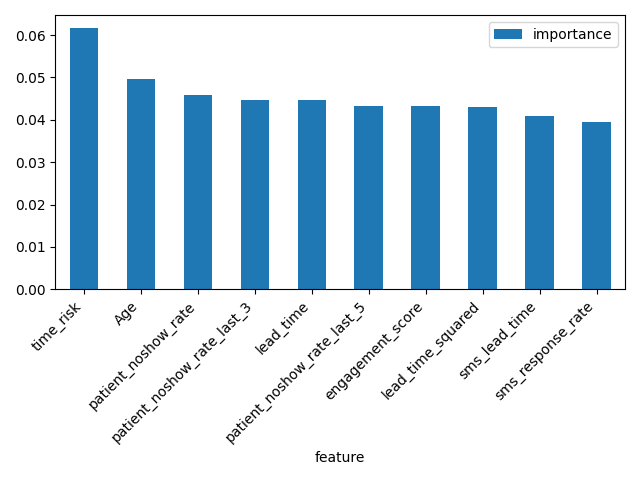 importance
0.06
0.05
0.04
0.03
0.02
0.01
0.00
time_risk
Age
patient_noshow_rate
patient_noshow_rate_last_3
lead_time
patient_noshow_rate_last_5
engagement_score
lead_time_squared
sms_lead_time
sms_response_rate
feature